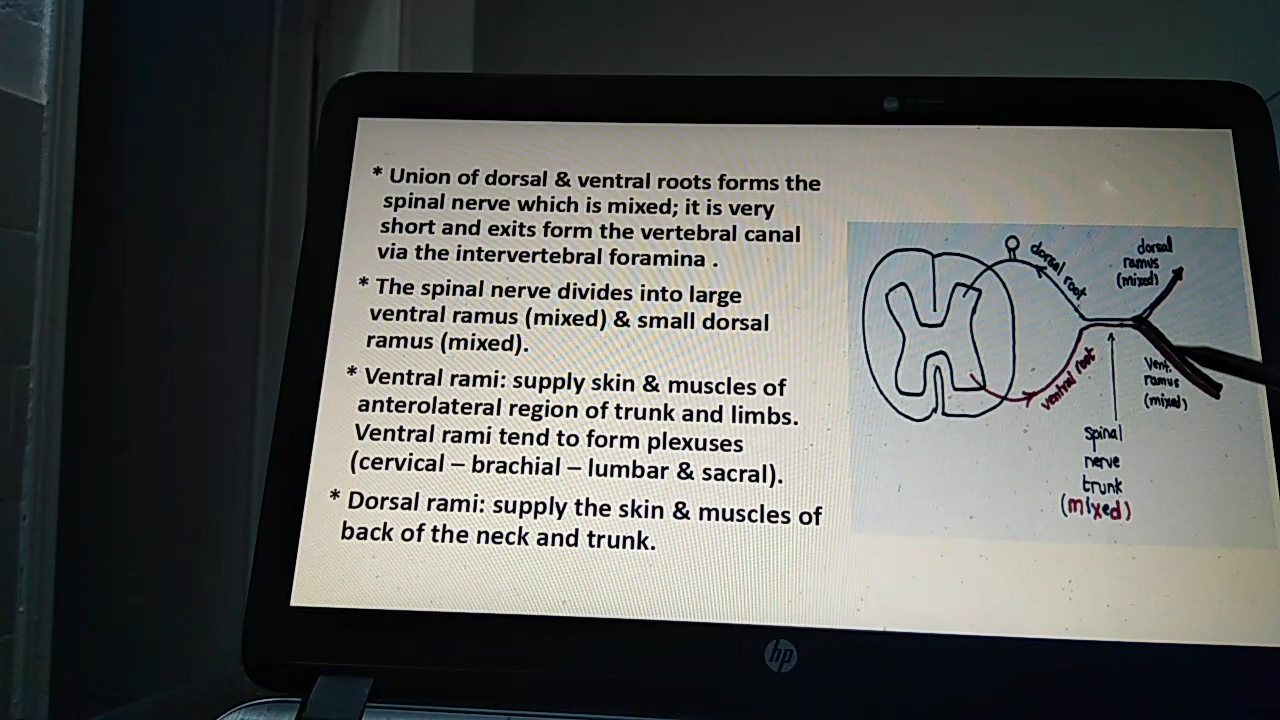 * Union of dorsal & ventral roots forms the
spinal nerve which is mixed; it is very
short and exits form the vertebral canal
via the intervertebral foramina .
* The spinal nerve divides into large
ventral ramus (mixed) & small dorsal
ramus (mixed).
* Ventral rami: supply skin & muscles of
anterolateral region of trunk and limbs.
Ventral rami tend to form plexuses
(cervical – brachial – lumbar & sacral).
* Dorsal rami: supply the skin & muscles of
back of the neck and trunk.
dorsal root
dorsal
ramus
(mixed)
ventral root
Vent.
ramus
(mixed)
Spinal
nerve
trunk
(mixed)
hp